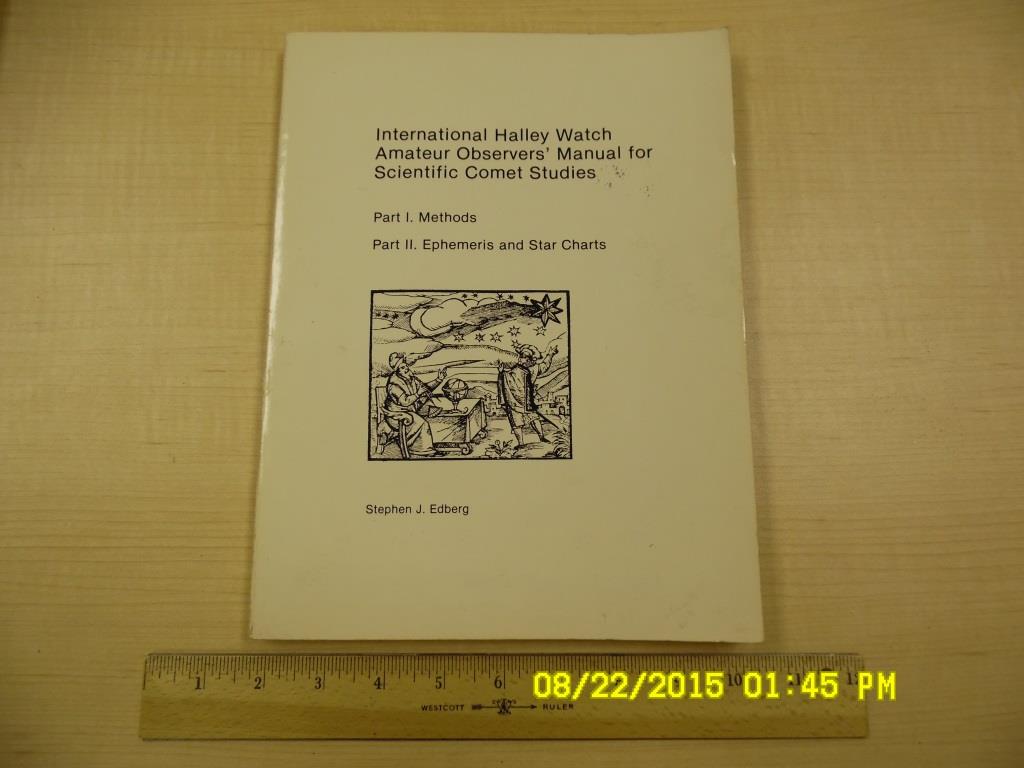 International Halley Watch
Amateur Observers' Manual for
Scientific Comet Studies
Part I. Methods
Part II. Ephemeris and Star Charts
Stephen J. Edberg
1 2 3 4 5 6 10 11
WESTCOTT RULER
08/22/2015 01:45 PM